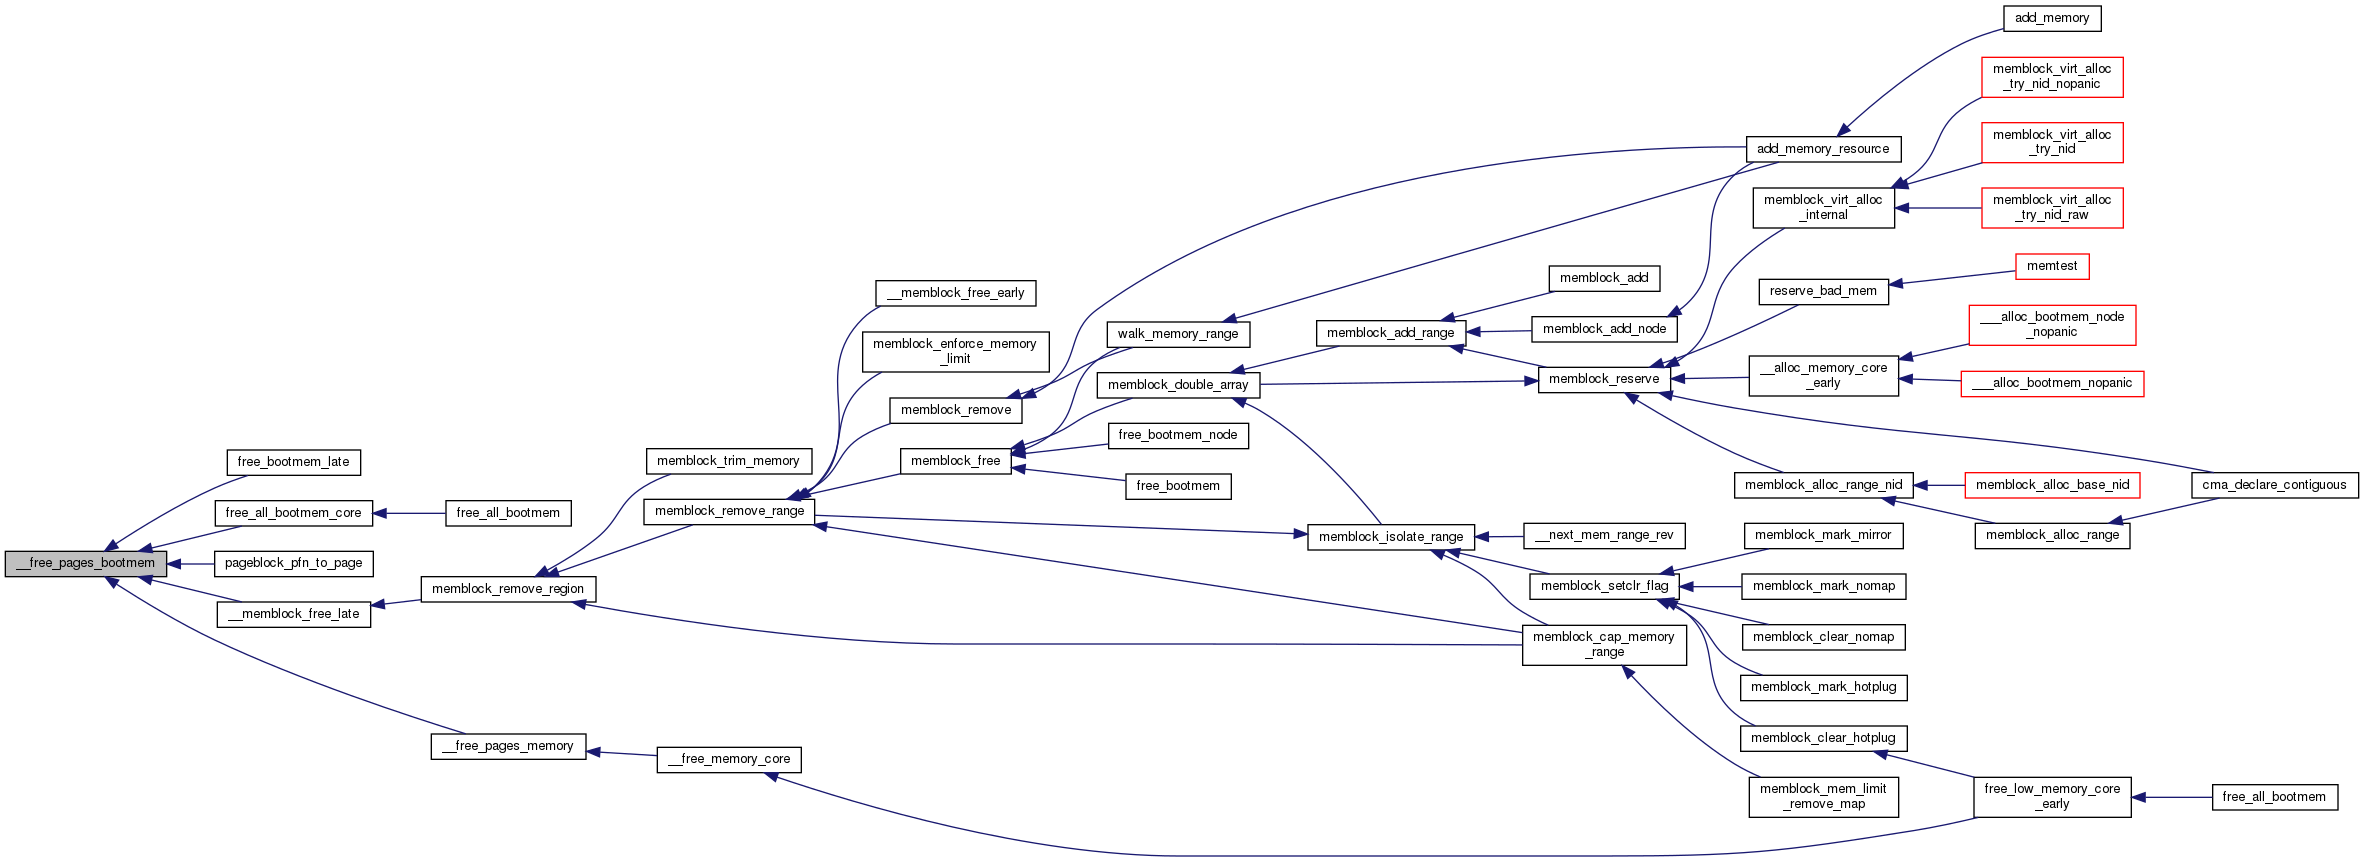 add_memory
memblock_virt_alloc
_try_nid_nopanic
memblock_virt_alloc
_try_nid
add_memory_resource
memblock_virt_alloc
_internal
memblock_virt_alloc
_try_nid_raw
memblock_add
memtest
reserve_bad_mem
__memblock_free_early
walk_memory_range
memblock_add_range
memblock_add_node
___alloc_bootmem_node
_nopanic
memblock_enforce_memory
_limit
memblock_double_array
memblock_reserve
__alloc_memory_core
_early
___alloc_bootmem_nopanic
memblock_remove
free_bootmem_node
memblock_free
free_bootmem
free_bootmem_late
memblock_trim_memory
memblock_alloc_range_nid
memblock_alloc_base_nid
cma_declare_contiguous
free_all_bootmem_core
free_all_bootmem
memblock_remove_range
memblock_isolate_range
__next_mem_range_rev
memblock_mark_mirror
memblock_alloc_range
__free_pages_bootmem
pageblock_pfn_to_page
memblock_remove_region
memblock_setclr_flag
memblock_mark_nomap
__memblock_free_late
memblock_cap_memory
_range
memblock_clear_nomap
memblock_mark_hotplug
__free_pages_memory
__free_memory_core
memblock_clear_hotplug
memblock_mem_limit
_remove_map
free_low_memory_core
_early
free_all_bootmem